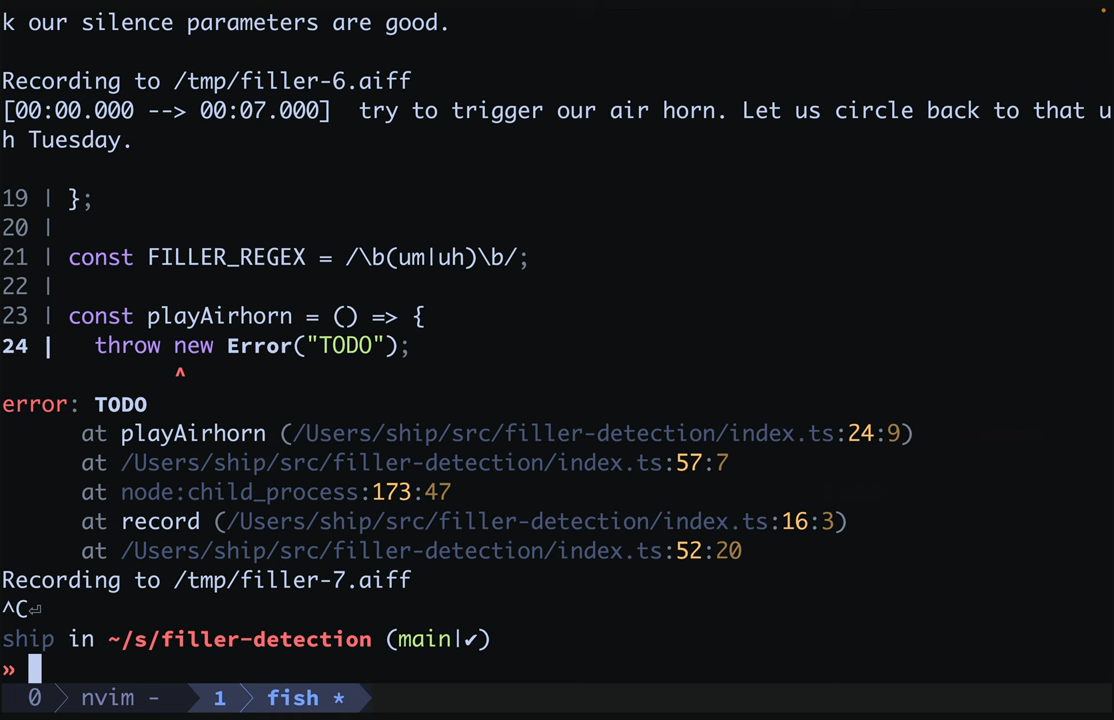 k our silence parameters are good.
Recording to /tmp/filler-6.aiff
[00:00.000 --> 00:07.000]  try to trigger our air horn. Let us circle back to that u
h Tuesday.
19 | };
20 |
21 | const FILLER_REGEX = /\b(um|uh)\b/;
22 |
23 | const playAirhorn = () => {
24 |   throw new Error("TODO");
^
error: TODO
at playAirhorn (/Users/ship/src/filler-detection/index.ts:24:9)
at /Users/ship/src/filler-detection/index.ts:57:7
at node:child_process:173:47
at record (/Users/ship/src/filler-detection/index.ts:16:3)
at /Users/ship/src/filler-detection/index.ts:52:20
Recording to /tmp/filler-7.aiff
^C⏎
ship in ~/s/filler-detection (main|✔)
»
0 nvim - 1 fish *